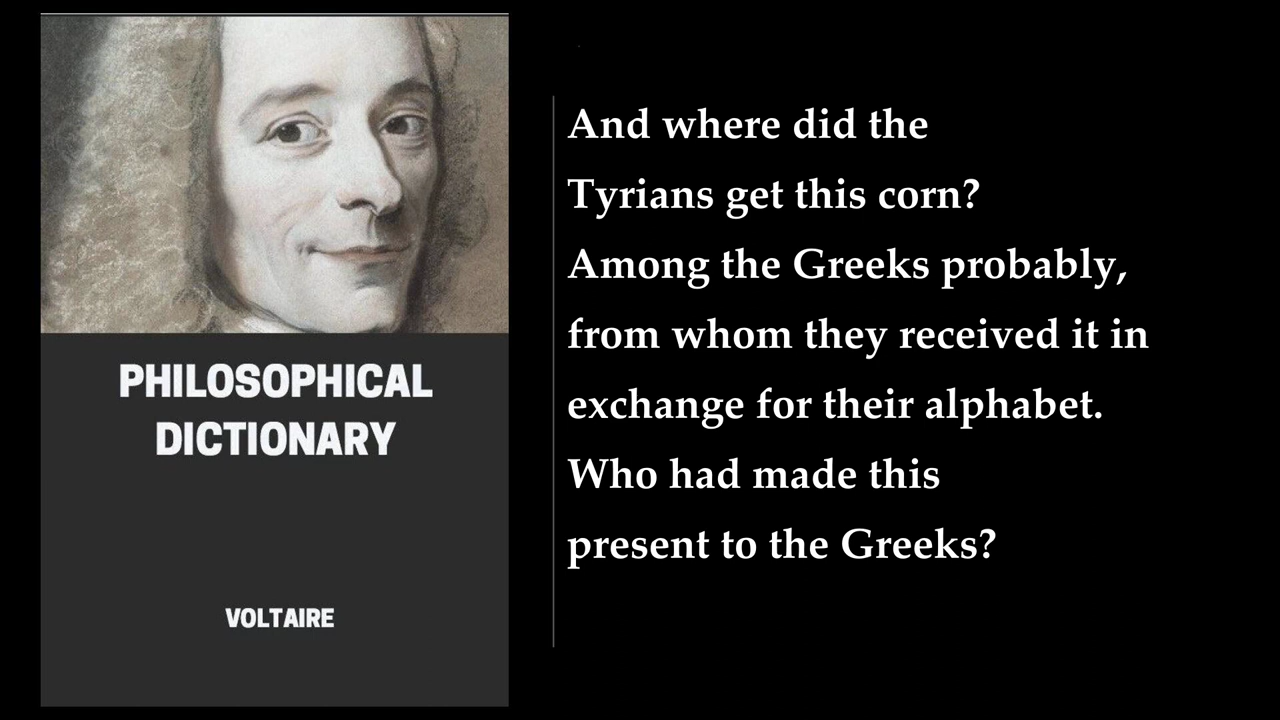 PHILOSOPHICAL
DICTIONARY
VOLTAIRE
And where did the
Tyrians get this corn?
Among the Greeks probably,
from whom they received it in
exchange for their alphabet.
Who had made this
present to the Greeks?